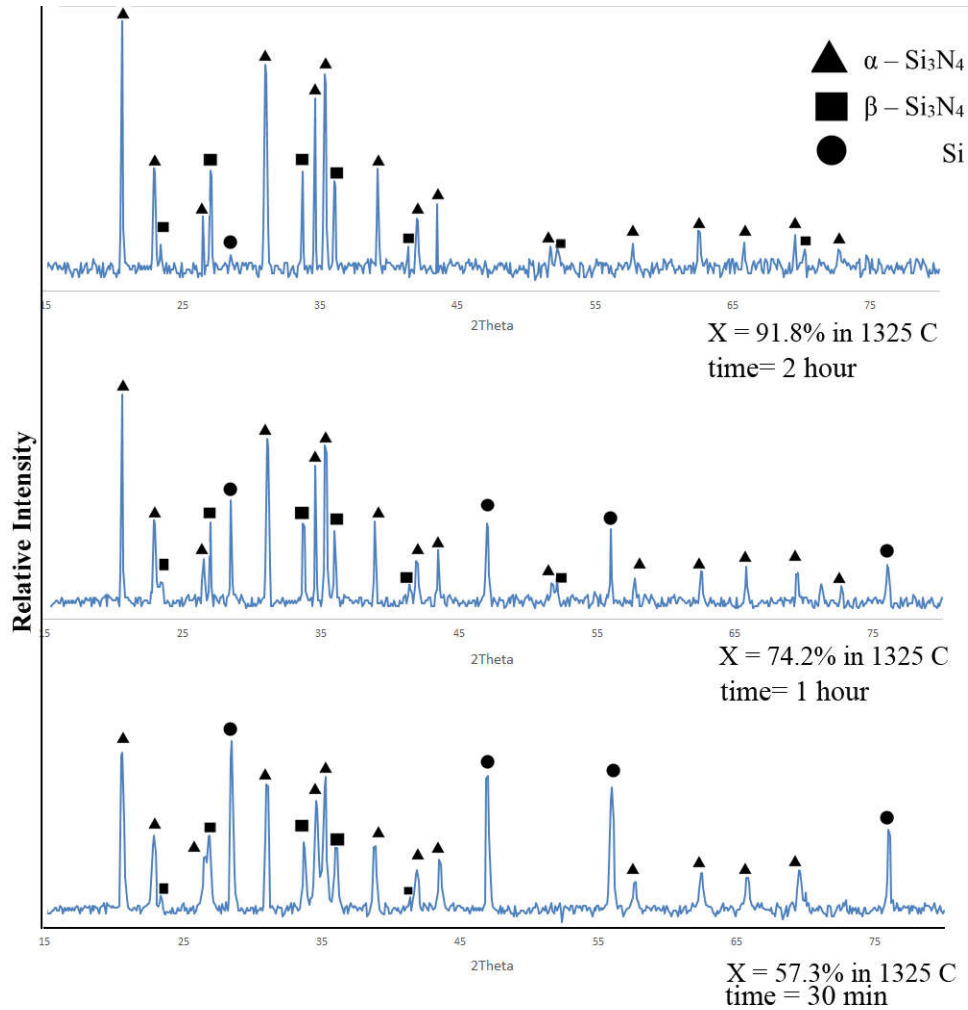 α – Si₃N₄
β – Si₃N₄
Si
15 25 35 45 55 65 75
2Theta
X = 91.8% in 1325 C
time= 2 hour
Relative Intensity
15 25 35 45 55 65 75
2Theta
X = 74.2% in 1325 C
time= 1 hour
15 25 35 45 55 65 75
2Theta
X = 57.3% in 1325 C
time = 30 min